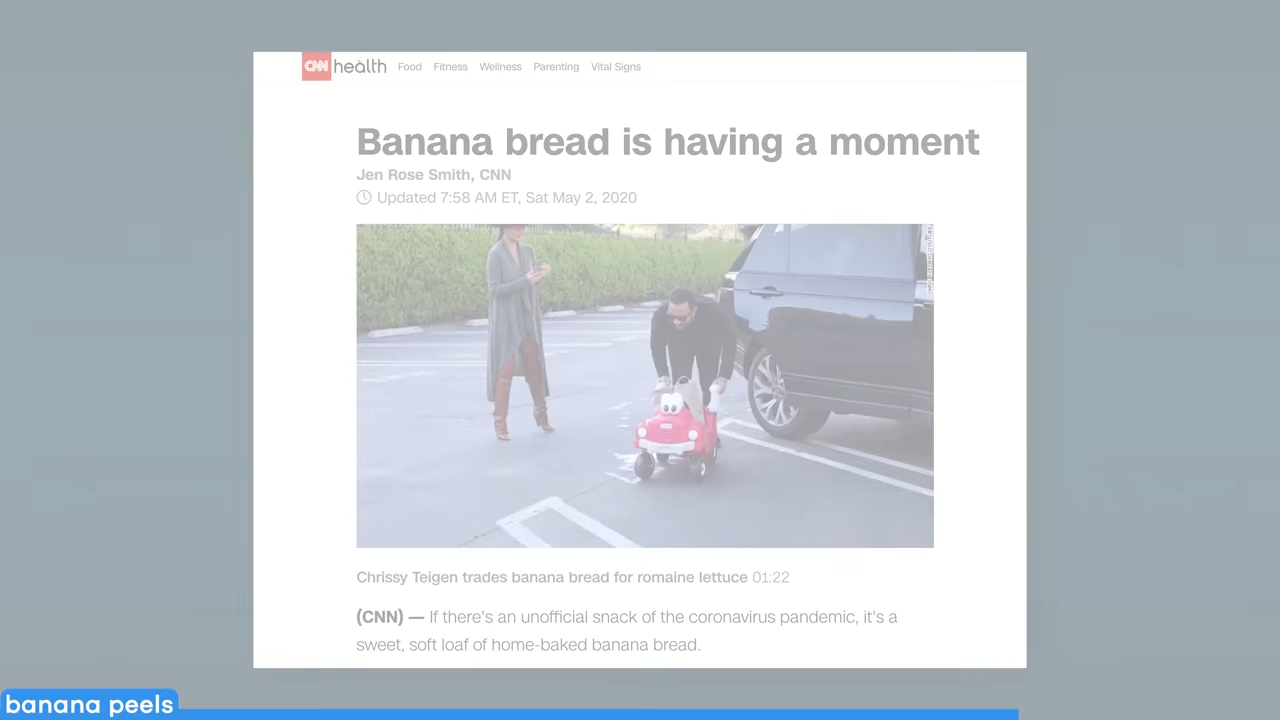 CNN health Food Fitness Wellness Parenting Vital Signs
Banana bread is having a moment
Jen Rose Smith, CNN
Updated 7:58 AM ET, Sat May 2, 2020
Chrissy Teigen trades banana bread for romaine lettuce 01:22
(CNN) — If there's an unofficial snack of the coronavirus pandemic, it's a
sweet, soft loaf of home-baked banana bread.
banana peels